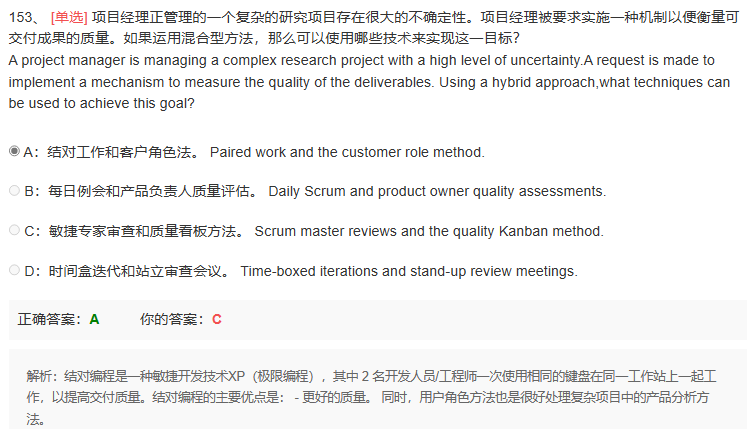 153、 [单选] 项目经理正管理的一个复杂的研究项目存在很大的不确定性。项目经理被要求实施一种机制以便衡量可
交付成果的质量。如果运用混合型方法，那么可以使用哪些技术来实现这一目标？
A project manager is managing a complex research project with a high level of uncertainty.A request is made to
implement a mechanism to measure the quality of the deliverables. Using a hybrid approach,what techniques can
be used to achieve this goal?
A：结对工作和客户角色法。 Paired work and the customer role method.
B：每日例会和产品负责人质量评估。 Daily Scrum and product owner quality assessments.
C：敏捷专家审查和质量看板方法。 Scrum master reviews and the quality Kanban method.
D：时间盒迭代和站立审查会议。 Time-boxed iterations and stand-up review meetings.
正确答案：A 你的答案：C
解析：结对编程是一种敏捷开发技术XP（极限编程），其中 2 名开发人员/工程师一次使用相同的键盘在同一工作站上一起工
作，以提高交付质量。结对编程的主要优点是： - 更好的质量。 同时，用户角色方法也是很好处理复杂项目中的产品分析方
法。